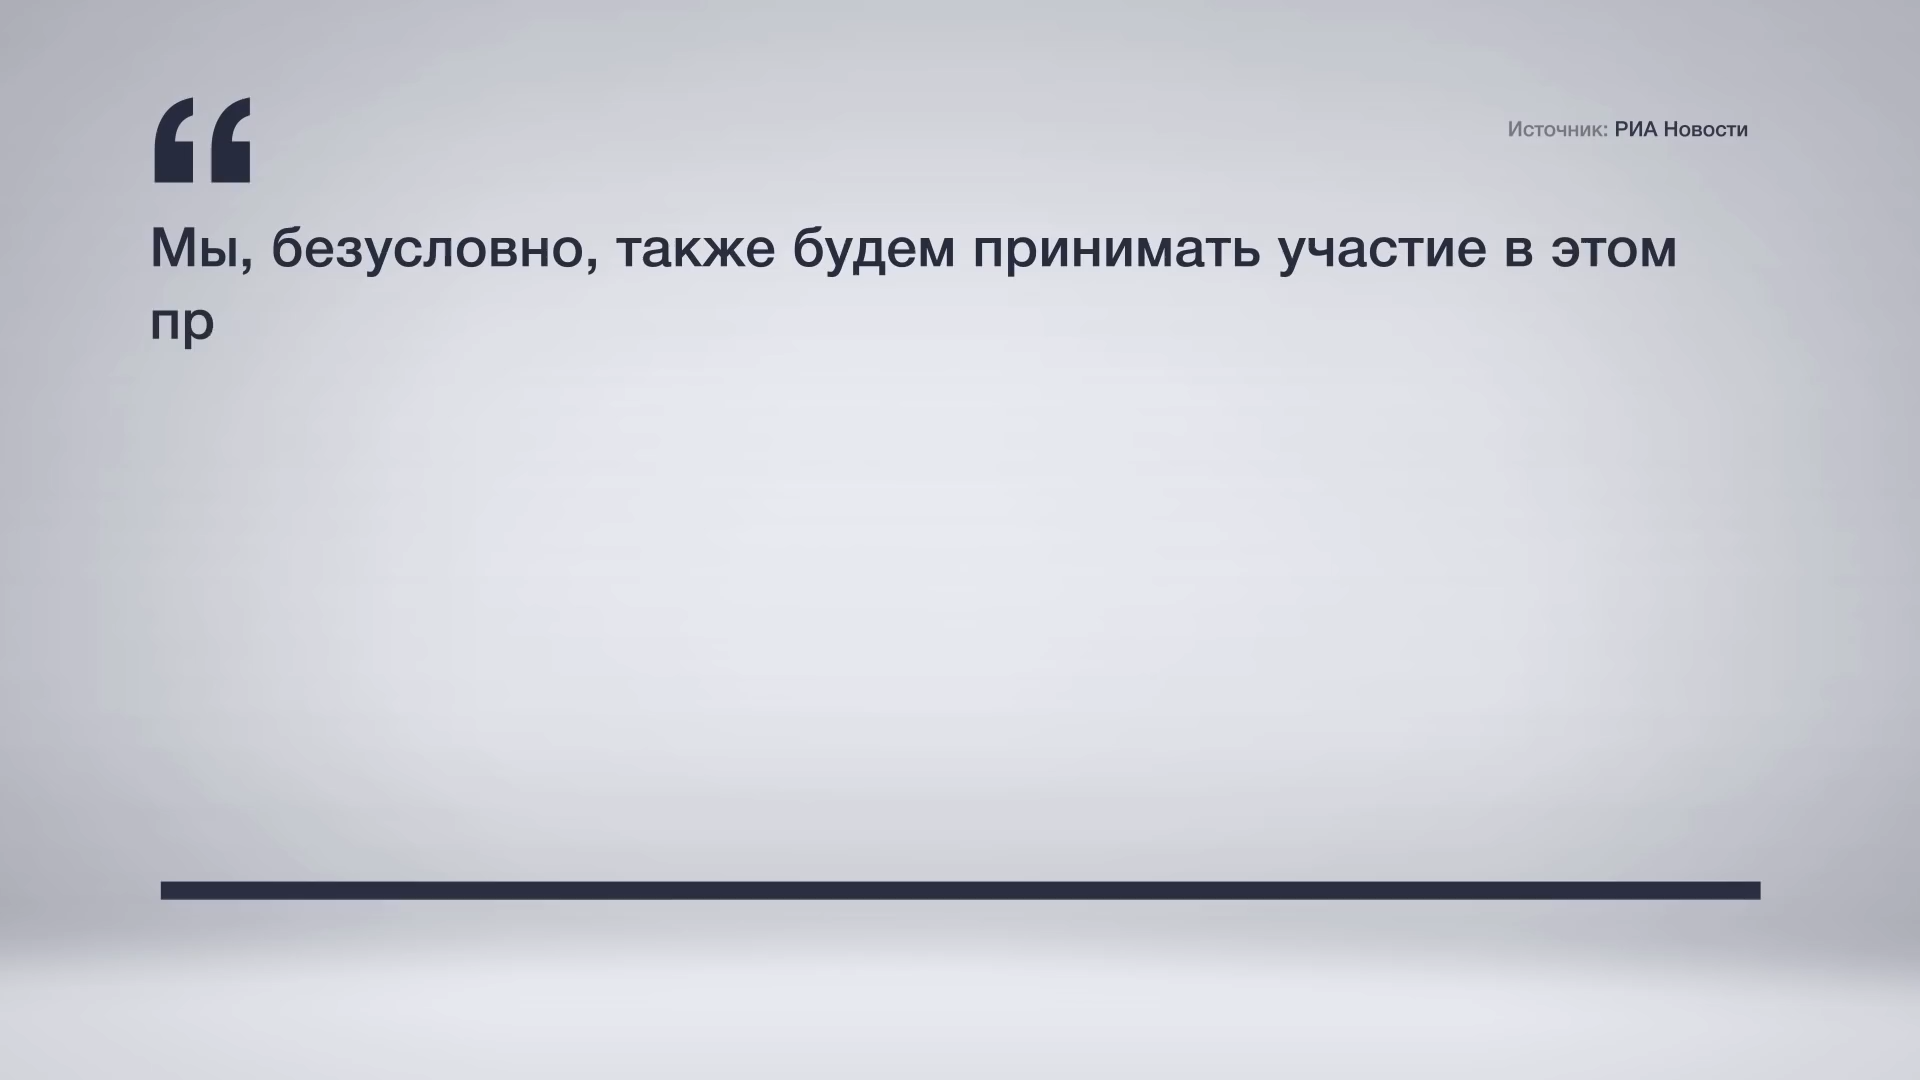 “
Источник: РИА Новости
Мы, безусловно, также будем принимать участие в этом
пр